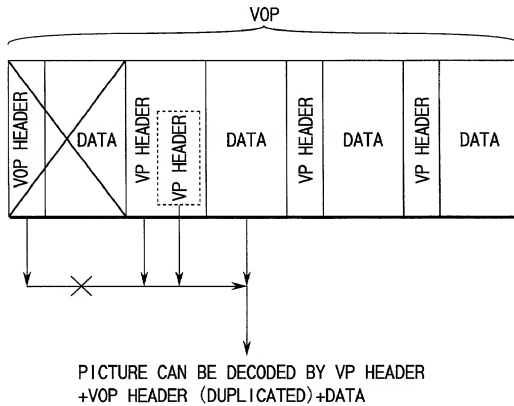 VOP
VOP HEADER
DATA
VP HEADER
VP HEADER
DATA
VP HEADER
DATA
VP HEADER
DATA
PICTURE CAN BE DECODED BY VP HEADER
+VOP HEADER (DUPLICATED)+DATA